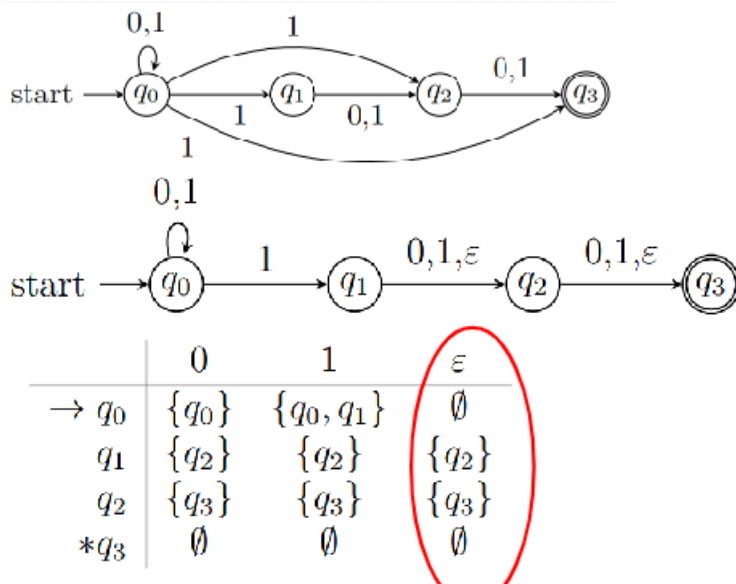 0,1
1
0,1
start q₀ q₁ q₂ q₃
1 0,1
1
0,1
1 0,1,ε 0,1,ε
start q₀ q₁ q₂ q₃
0 1 ε
→ q₀ {q₀} {q₀, q₁} ∅
q₁ {q₂} {q₂} {q₂}
q₂ {q₃} {q₃} {q₃}
*q₃ ∅ ∅ ∅